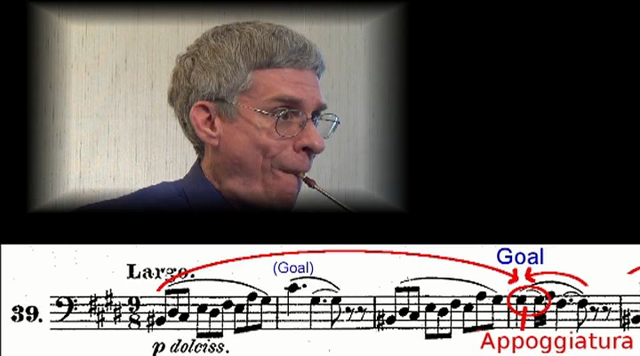 Goal
(Goal)
Largo.
39.
9
8
p dolciss.
Appoggiatura